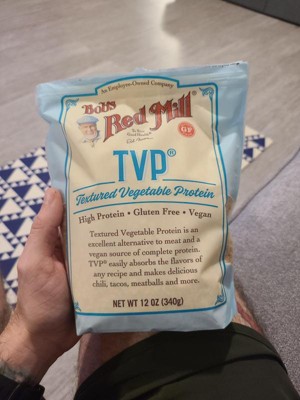 An Employee-Owned Company
Bob's
Red Mill
GF
TVP®
Textured Vegetable Protein
High Protein • Gluten Free • Vegan
Textured Vegetable Protein is an
excellent alternative to meat and a
vegan source of complete protein.
TVP® easily absorbs the flavors of
any recipe and makes delicious
chili, tacos, meatballs and more.
NET WT 12 OZ (340g)